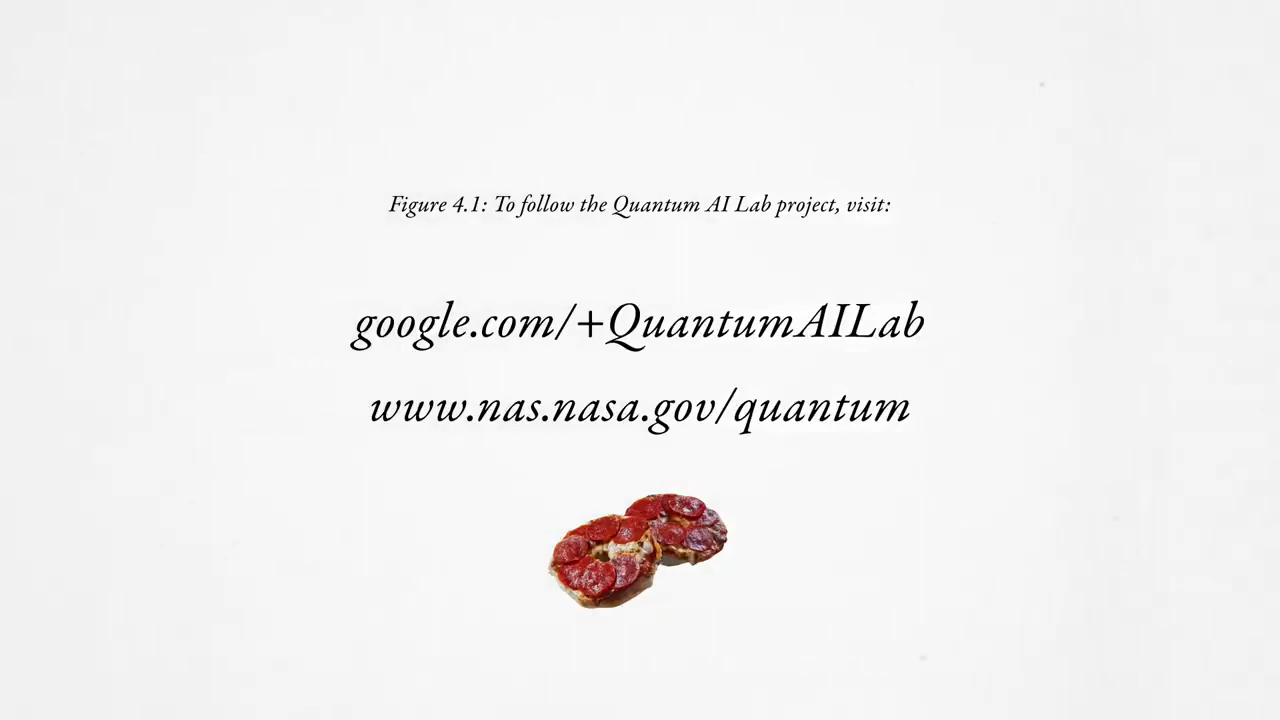 Figure 4.1: To follow the Quantum AI Lab project, visit:
google.com/+QuantumAILab
www.nas.nasa.gov/quantum